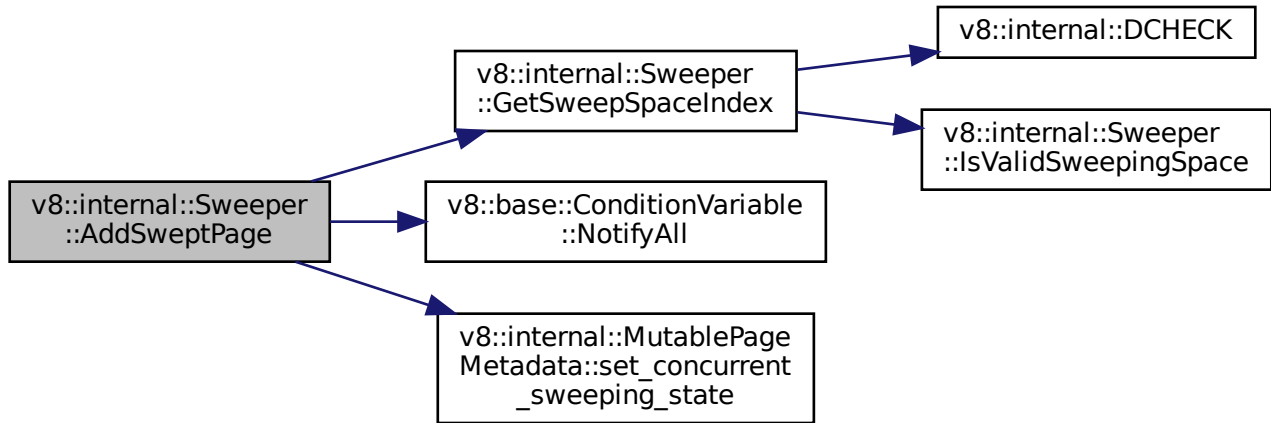 v8::internal::Sweeper
::AddSweptPage
v8::internal::Sweeper
::GetSweepSpaceIndex
v8::internal::DCHECK
v8::internal::Sweeper
::IsValidSweepingSpace
v8::base::ConditionVariable
::NotifyAll
v8::internal::MutablePage
Metadata::set_concurrent
_sweeping_state